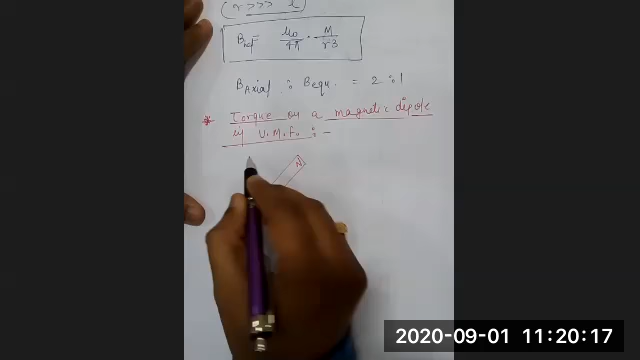 (r >>> l)
Beq = μ₀/4π · M/r3
BAxial : Bequ. = 2 : 1
* Torque on a magnetic dipole
in U.M.F. : -
N
2020-09-01 11:20:17